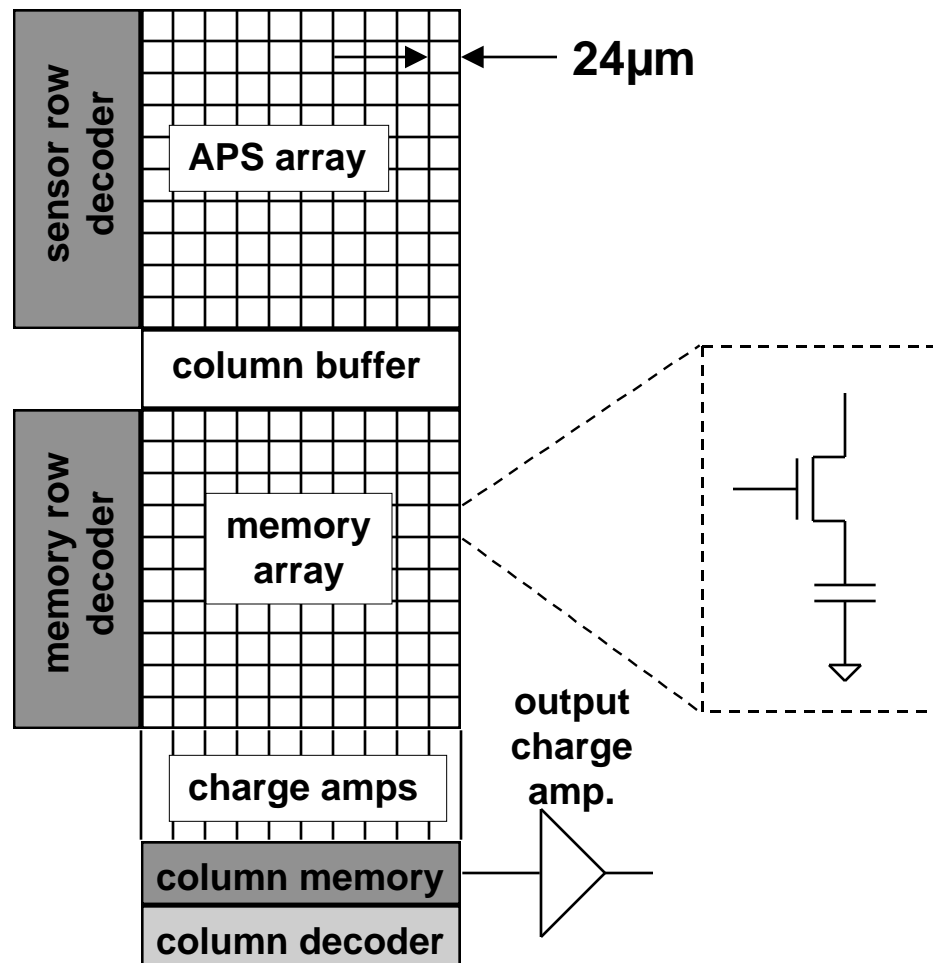 sensor row
decoder
APS array
24µm
column buffer
memory row
decoder
memory
array
output
charge
amp.
charge amps
column memory
column decoder